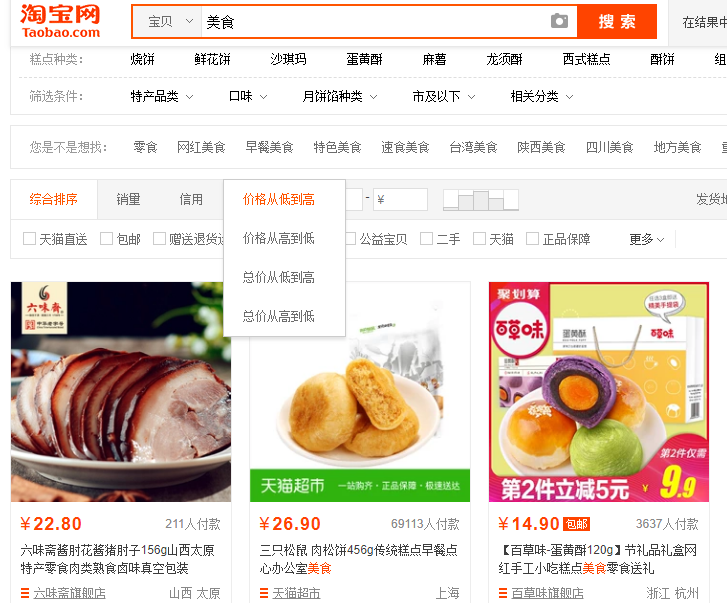 淘宝网
Taobao.com
宝贝 美食 搜索 在结果中
糕点种类： 烧饼 鲜花饼 沙琪玛 蛋黄酥 麻薯 龙须酥 西式糕点 酥饼 组
筛选条件： 特产品类 口味 月饼馅种类 市及以下 相关分类
您是不是想找： 零食 网红美食 早餐美食 特色美食 速食美食 台湾美食 陕西美食 四川美食 地方美食
综合排序 销量 信用 价格从低到高 - ¥ 发货地
价格从高到低
天猫直送 包邮 赠送退货运 公益宝贝 二手 天猫 正品保障 更多
总价从低到高
总价从高到低
六味斋
中华老字号
天猫超市 一站购齐·正品保障·极速送达
聚划算
百草味
蛋黄酥
百草味
第2件仅需
第2件立减5元 ¥9.9
¥22.80 211人付款
六味斋酱肘花酱猪肘子156g山西太原
特产零食肉类熟食卤味真空包装
六味斋旗舰店 山西 太原
¥26.90 69113人付款
三只松鼠 肉松饼456g传统糕点早餐点
心办公室美食
天猫超市 上海
¥14.90 包邮 3637人付款
【百草味-蛋黄酥120g】节礼品礼盒网
红手工小吃糕点美食零食送礼
百草味旗舰店 浙江 杭州